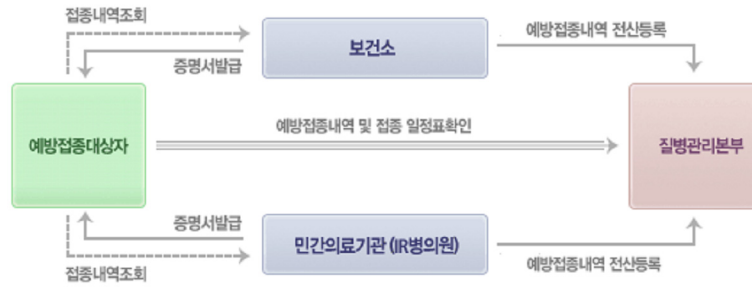 접종내역조회
보건소
예방접종내역 전산등록
증명서발급
예방접종내역 및 접종 일정표확인
예방접종대상자
질병관리본부
증명서발급
민간의료기관 (IR병의원)
접종내역조회
예방접종내역 전산등록